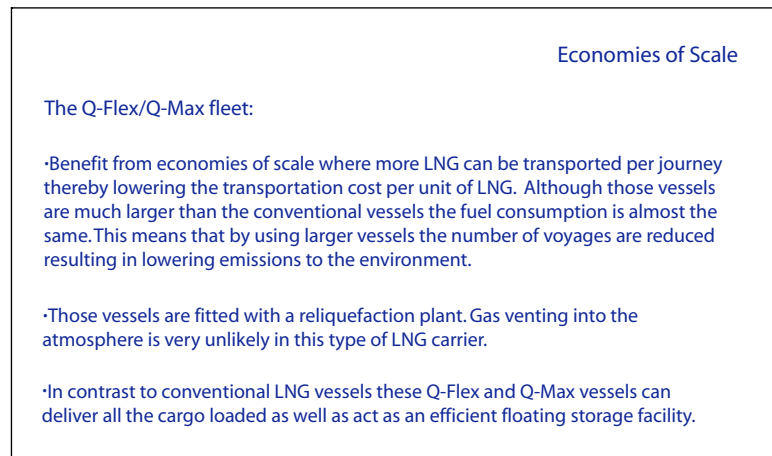 Economies of Scale
The Q-Flex/Q-Max fleet:
·Benefit from economies of scale where more LNG can be transported per journey
thereby lowering the transportation cost per unit of LNG.  Although those vessels
are much larger than the conventional vessels the fuel consumption is almost the
same. This means that by using larger vessels the number of voyages are reduced
resulting in lowering emissions to the environment.
·Those vessels are fitted with a reliquefaction plant. Gas venting into the
atmosphere is very unlikely in this type of LNG carrier.
·In contrast to conventional LNG vessels these Q-Flex and Q-Max vessels can
deliver all the cargo loaded as well as act as an efficient floating storage facility.